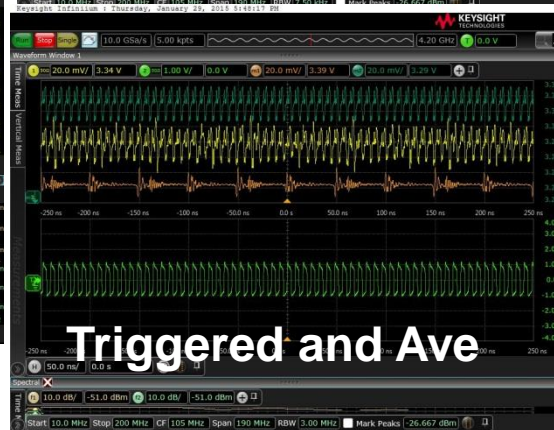 Start 10.0 MHz Stop 200 MHz CF 105 MHz Span 190 MHz RBW 7.50 kHz Mark Peaks -26.667 dBm
Keysight Infiniium : Thursday, January 29, 2015 5:48:17 PM
KEYSIGHT
TECHNOLOGIES
Run Stop Single 10.0 GSa/s 5.00 kpts 4.20 GHz T 0.0 V
Waveform Window 1
Time Meas
Vertical Meas
Measurements
1 20.0 mV/ 3.34 V 2 1.00 V/ 0.0 V m1 20.0 mV/ 3.39 V m3 20.0 mV/ 3.29 V
-250 ns -200 ns -150 ns -100 ns -50.0 ns 0.0 s 50.0 ns 100 ns 150 ns 200 ns 250 ns
4.0
3.0
2.0
1.0
0.0
-1.0
-2.0
-3.0
-4.0
Triggered and Ave
H 50.0 ns/ 0.0 s
Spectral
f1 10.0 dB/ -51.0 dBm f2 10.0 dB/ -51.0 dBm
Start 10.0 MHz Stop 200 MHz CF 105 MHz Span 190 MHz RBW 3.00 MHz Mark Peaks -26.667 dBm